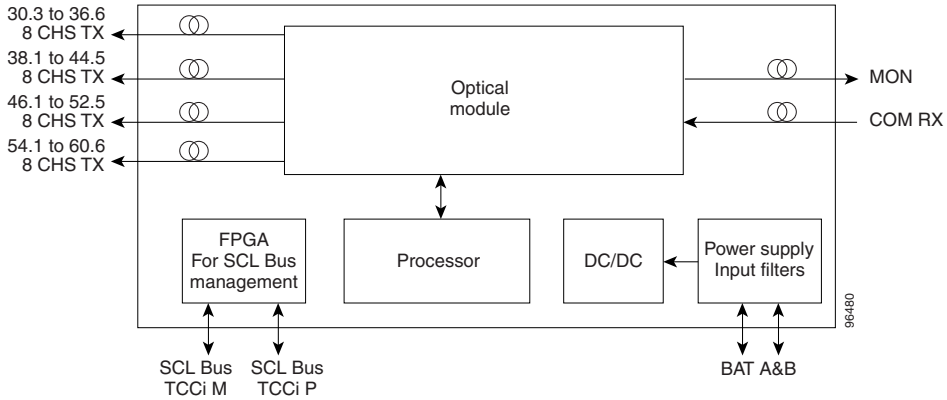 30.3 to 36.6
8 CHS TX
38.1 to 44.5
8 CHS TX
46.1 to 52.5
8 CHS TX
54.1 to 60.6
8 CHS TX
Optical
module
MON
COM RX
FPGA
For SCL Bus
management
Processor
DC/DC
Power supply
Input filters
96480
SCL Bus
TCCi M
SCL Bus
TCCi P
BAT A&B